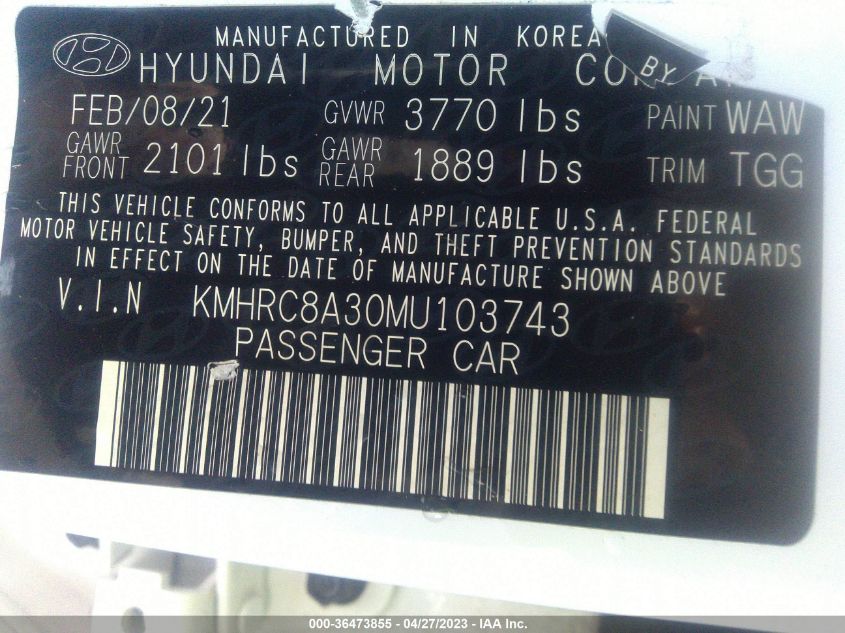 MANUFACTURED IN KOREA BY
HYUNDAI MOTOR
FEB/08/21 GVWR 3770 lbs PAINT WAW
GAWR FRONT 2101 lbs GAWR REAR 1889 lbs TRIM TGG
THIS VEHICLE CONFORMS TO ALL APPLICABLE U.S.A. FEDERAL
MOTOR VEHICLE SAFETY, BUMPER, AND THEFT PREVENTION STANDARDS
IN EFFECT ON THE DATE OF MANUFACTURE SHOWN ABOVE
V.I.N KMHRC8A30MU103743
PASSENGER CAR
000-36473855 - 04/27/2023 - IAA Inc.